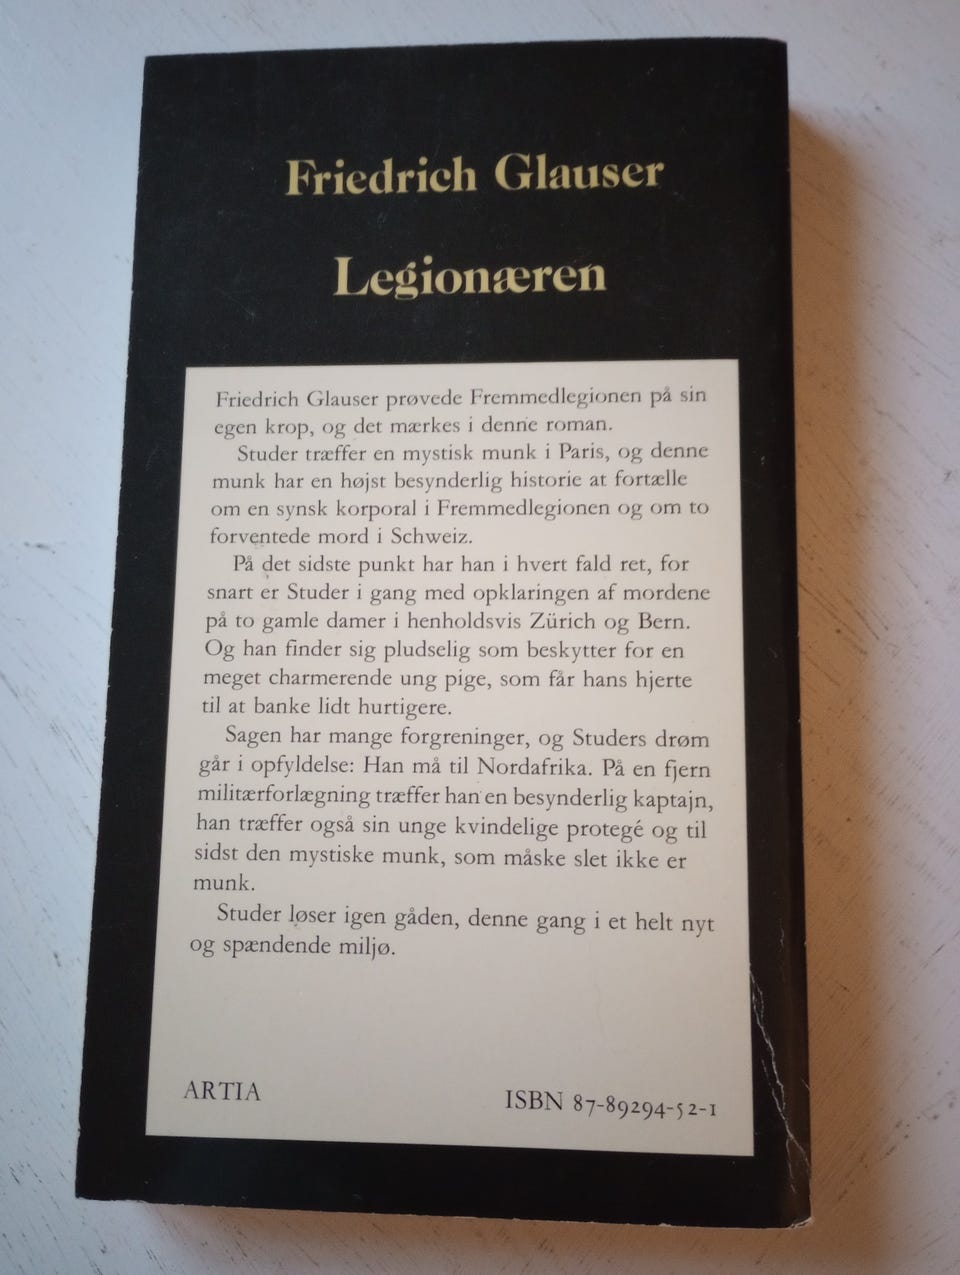 Friedrich Glauser
Legionæren
Friedrich Glauser prøvede Fremmedlegionen på sin
egen krop, og det mærkes i denne roman.
Studer træffer en mystisk munk i Paris, og denne
munk har en højst besynderlig historie at fortælle
om en synsk korporal i Fremmedlegionen og om to
forventede mord i Schweiz.
På det sidste punkt har han i hvert fald ret, for
snart er Studer i gang med opklaringen af mordene
på to gamle damer i henholdsvis Zürich og Bern.
Og han finder sig pludselig som beskytter for en
meget charmerende ung pige, som får hans hjerte
til at banke lidt hurtigere.
Sagen har mange forgreninger, og Studers drøm
går i opfyldelse: Han må til Nordafrika. På en fjern
militærforlægning træffer han en besynderlig kaptajn,
han træffer også sin unge kvindelige protegé og til
sidst den mystiske munk, som måske slet ikke er
munk.
Studer løser igen gåden, denne gang i et helt nyt
og spændende miljø.
ARTIA
ISBN 87-89294-52-1